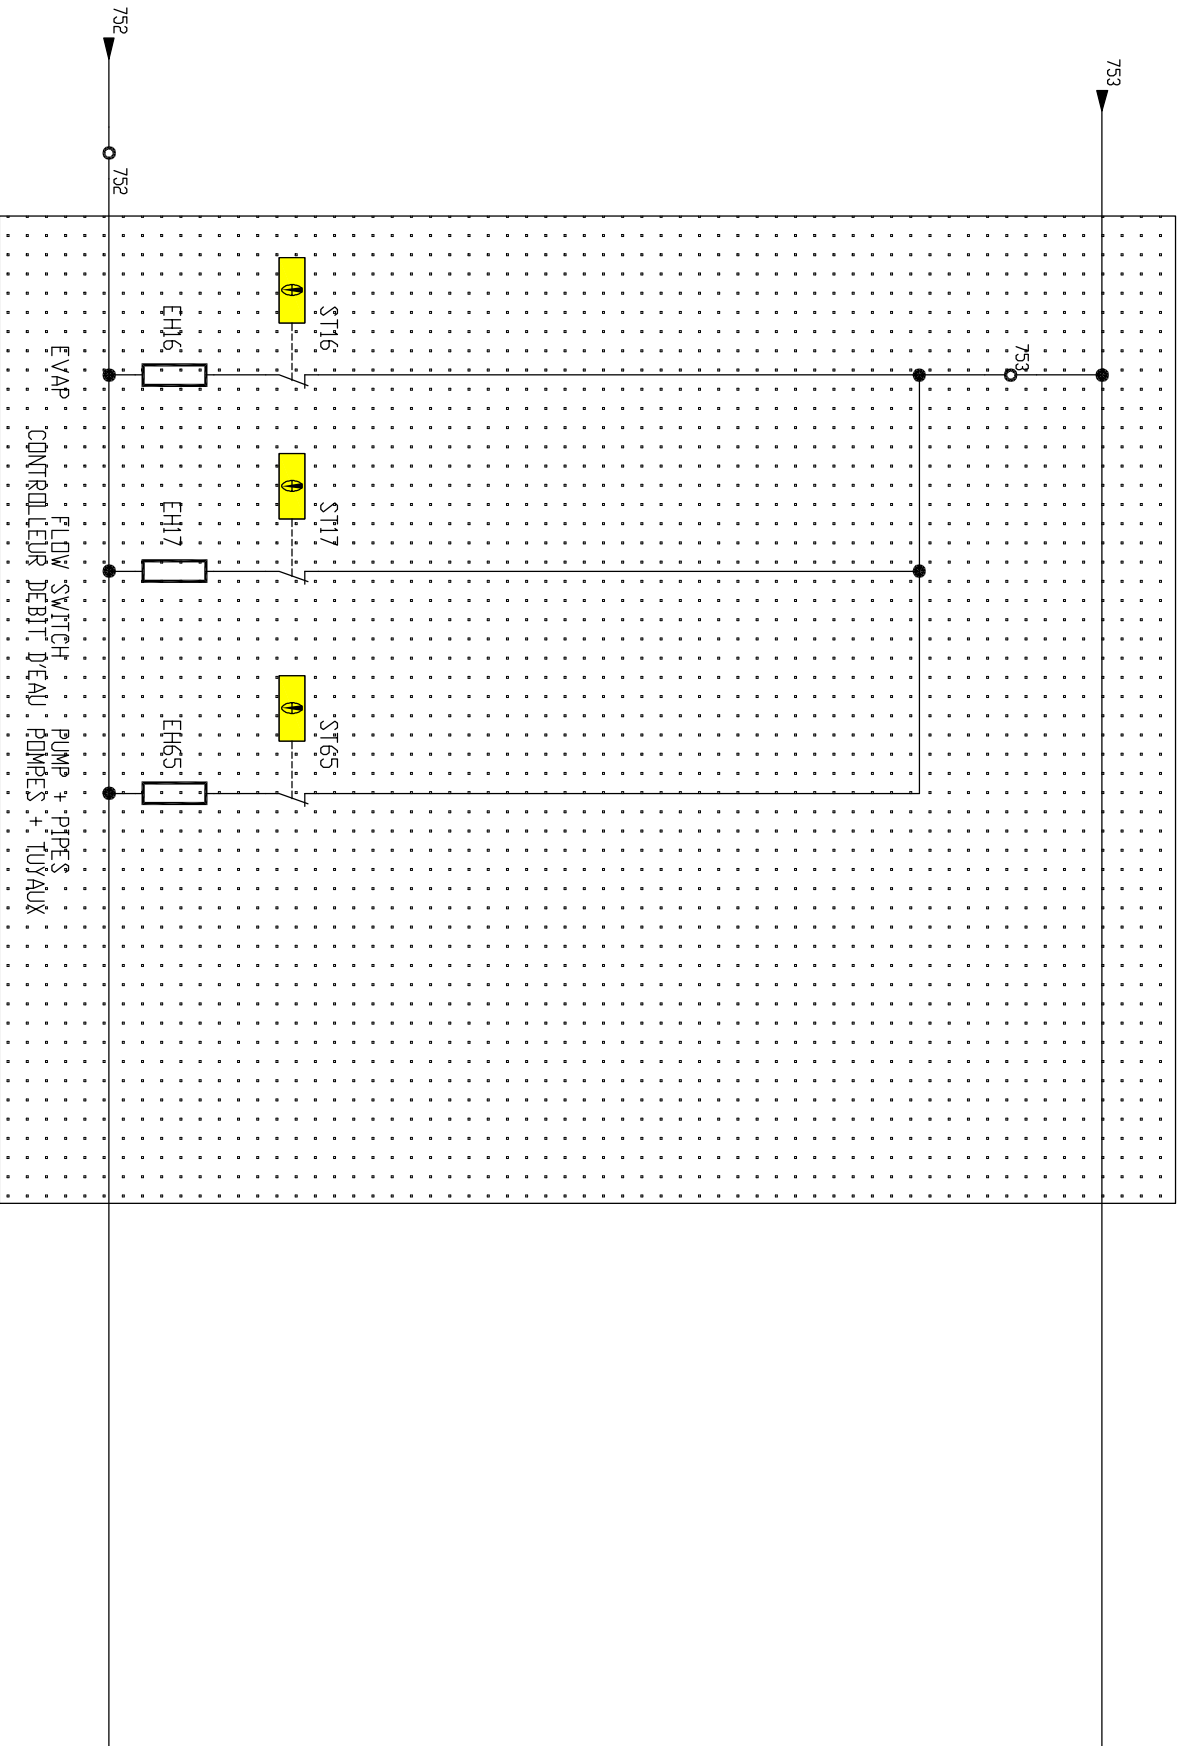 753
752
753
752
ST16
ST17
ST65
EH16
EH17
EH65
EVAP
FLOW SWITCH
PUMP + PIPES
CONTROLLEUR DEBIT D'EAU
POMPES + TUYAUX